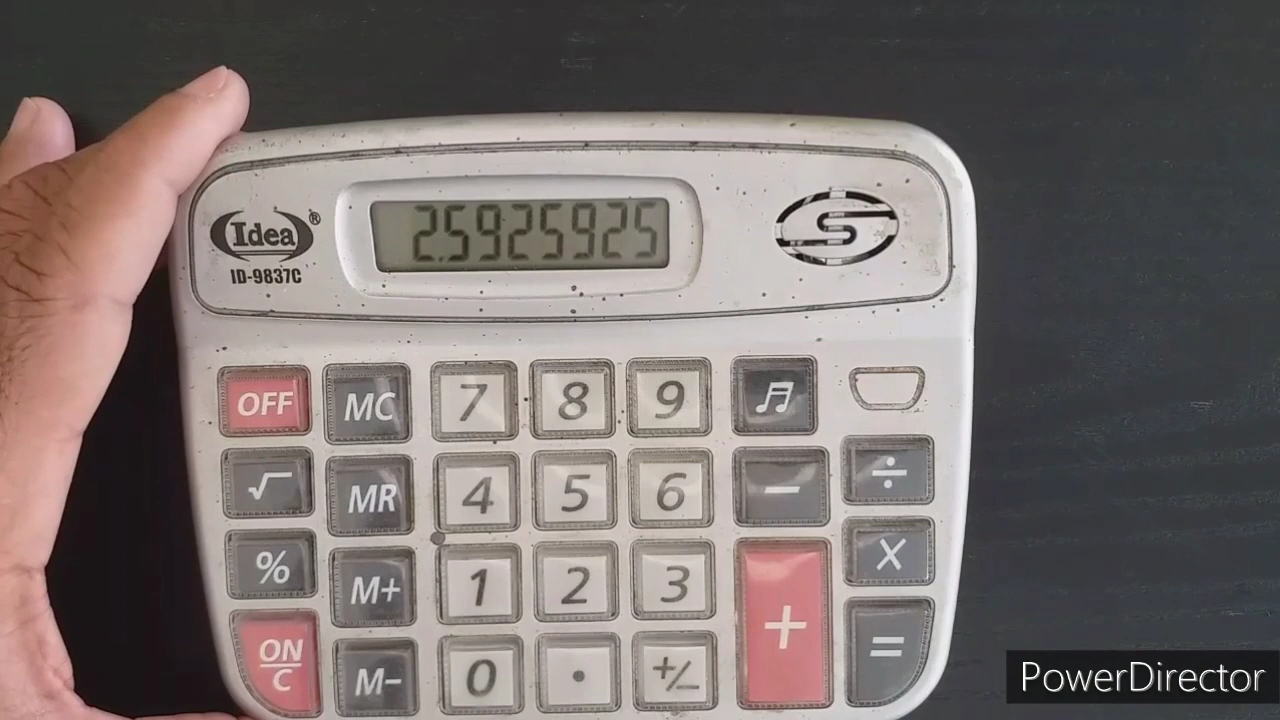 2.5925925
Idea®
ID-9837C
S
OFF MC 7 8 9
√ MR 4 5 6 − ÷
% M+ 1 2 3 + X
ON/C M− 0 . +/− =
PowerDirector